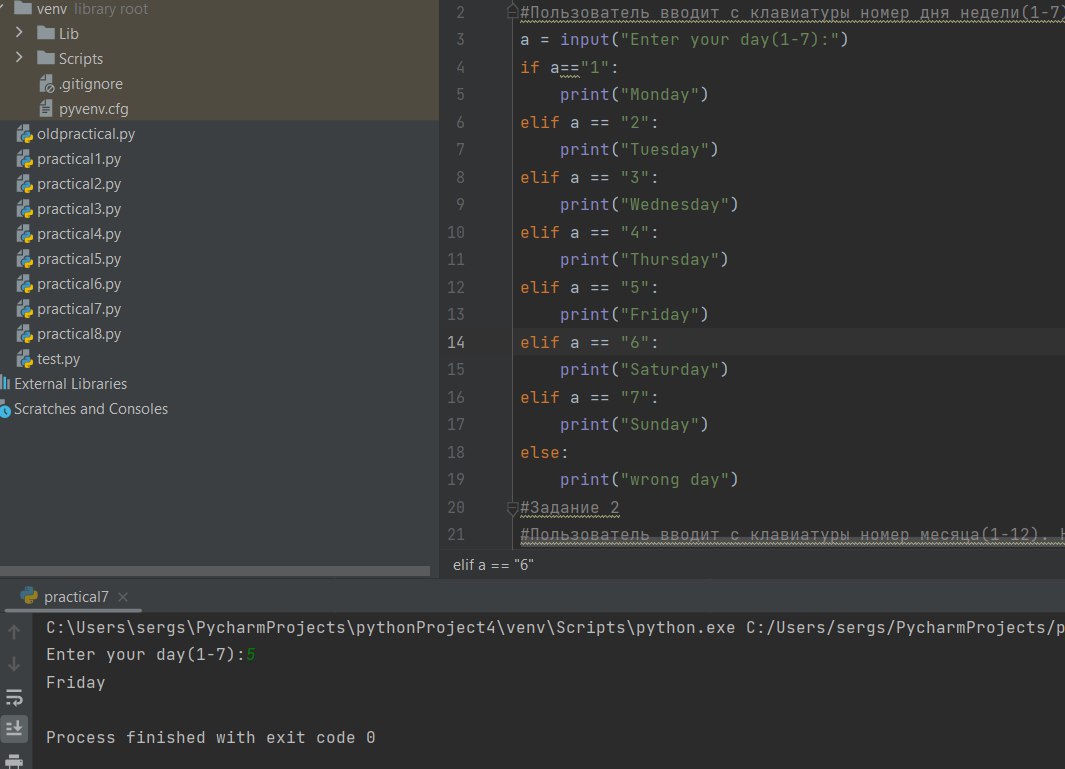 venv library root
Lib
Scripts
.gitignore
pyvenv.cfg
oldpractical.py
practical1.py
practical2.py
practical3.py
practical4.py
practical5.py
practical6.py
practical7.py
practical8.py
test.py
External Libraries
Scratches and Consoles
2 #Пользователь вводит с клавиатуры номер дня недели(1-7)
3 a = input("Enter your day(1-7):")
4 if a=="1":
5 print("Monday")
6 elif a == "2":
7 print("Tuesday")
8 elif a == "3":
9 print("Wednesday")
10 elif a == "4":
11 print("Thursday")
12 elif a == "5":
13 print("Friday")
14 elif a == "6":
15 print("Saturday")
16 elif a == "7":
17 print("Sunday")
18 else:
19 print("wrong day")
20 #Задание 2
21 #Пользователь вводит с клавиатуры номер месяца(1-12).
elif a == "6"
practical7
C:\Users\sergs\PycharmProjects\pythonProject4\venv\Scripts\python.exe C:/Users/sergs/PycharmProjects/p
Enter your day(1-7):5
Friday
Process finished with exit code 0